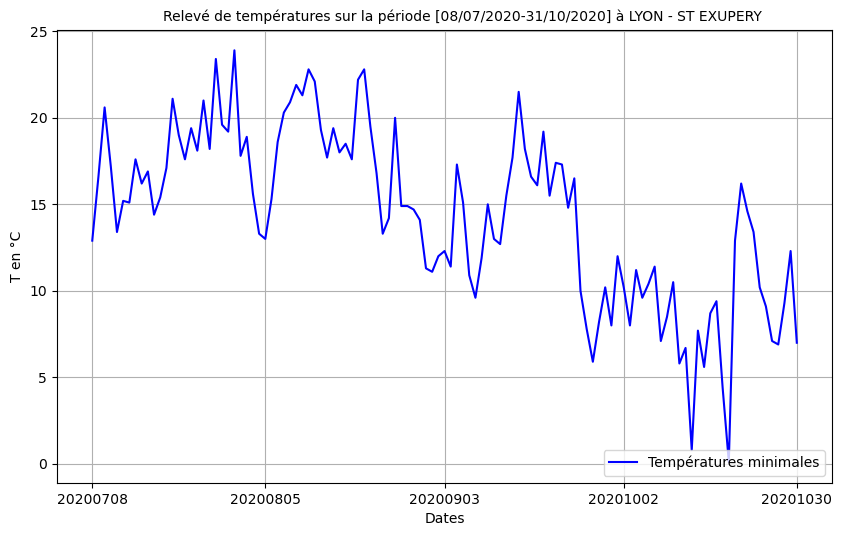 Relevé de températures sur la période [08/07/2020-31/10/2020] à LYON - ST EXUPERY
25
20
15
10
5
0
T en °C
Températures minimales
20200708 20200805 20200903 20201002 20201030
Dates